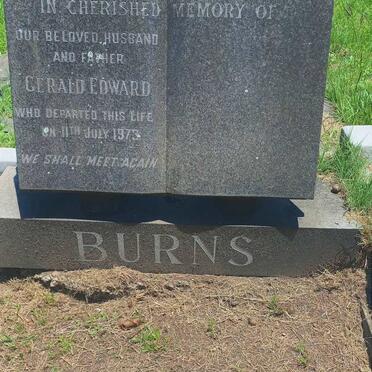 IN CHERISHED MEMORY OF
OUR BELOVED HUSBAND
AND FATHER
GERALD EDWARD
WHO DEPARTED THIS LIFE
ON 11TH JULY 1973
WE SHALL MEET AGAIN
BURNS